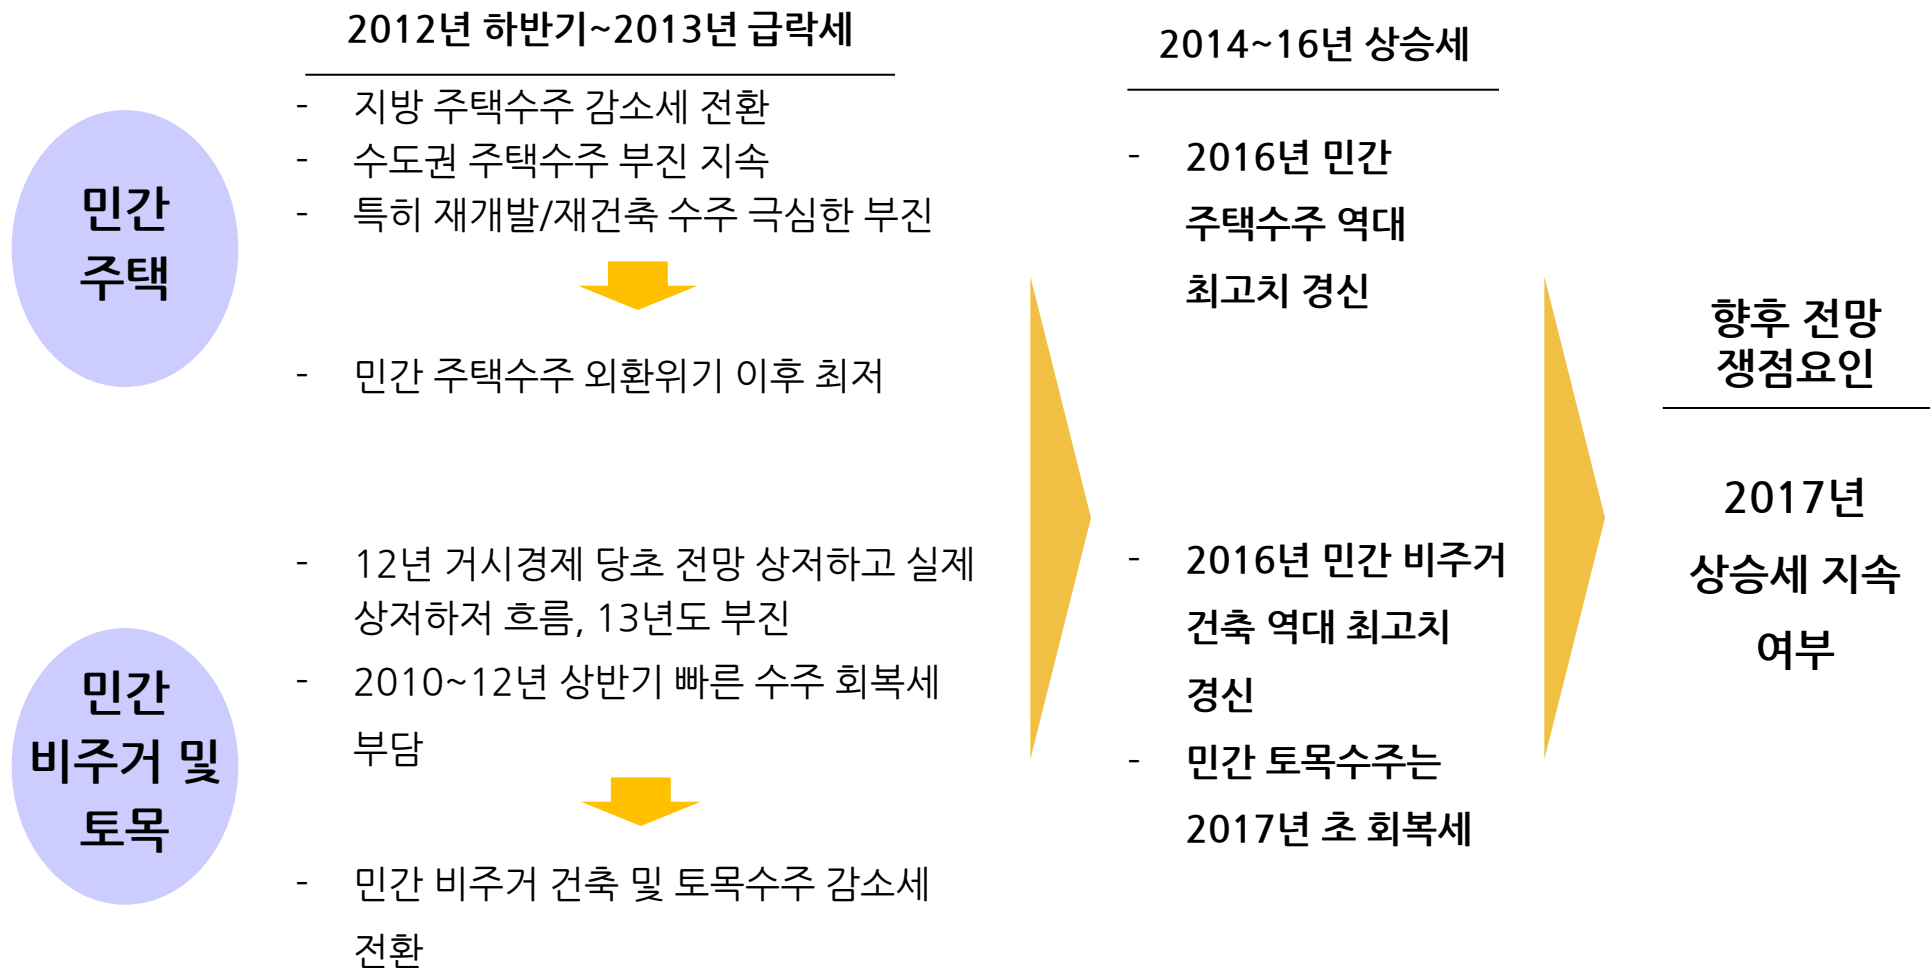 2012년 하반기~2013년 급락세
2014~16년 상승세
민간
주택
- 지방 주택수주 감소세 전환
- 수도권 주택수주 부진 지속
- 특히 재개발/재건축 수주 극심한 부진
- 민간 주택수주 외환위기 이후 최저
- 2016년 민간
주택수주 역대
최고치 경신
민간
비주거 및
토목
- 12년 거시경제 당초 전망 상저하고 실제
상저하저 흐름, 13년도 부진
- 2010~12년 상반기 빠른 수주 회복세
부담
- 민간 비주거 건축 및 토목수주 감소세
전환
- 2016년 민간 비주거
건축 역대 최고치
경신
- 민간 토목수주는
2017년 초 회복세
향후 전망
쟁점요인
2017년
상승세 지속
여부